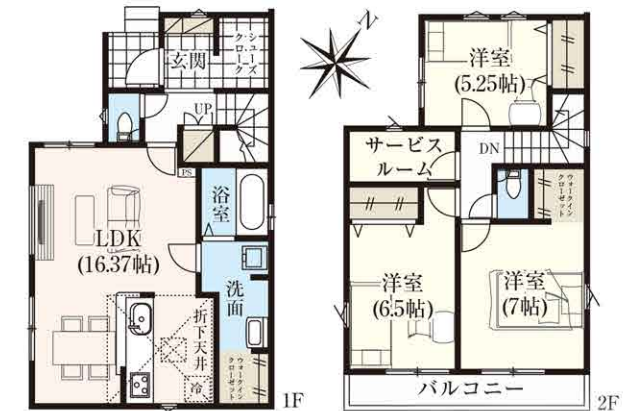 玄関
シューズ
クローク
UP
PS
浴室
LDK
(16.37帖)
洗面
折下天井
冷
ウォークイン
クローゼット
1F
N
洋室
(5.25帖)
サービス
ルーム
DN
ウォークイン
クローゼット
洋室
(6.5帖)
洋室
(7帖)
バルコニー
2F